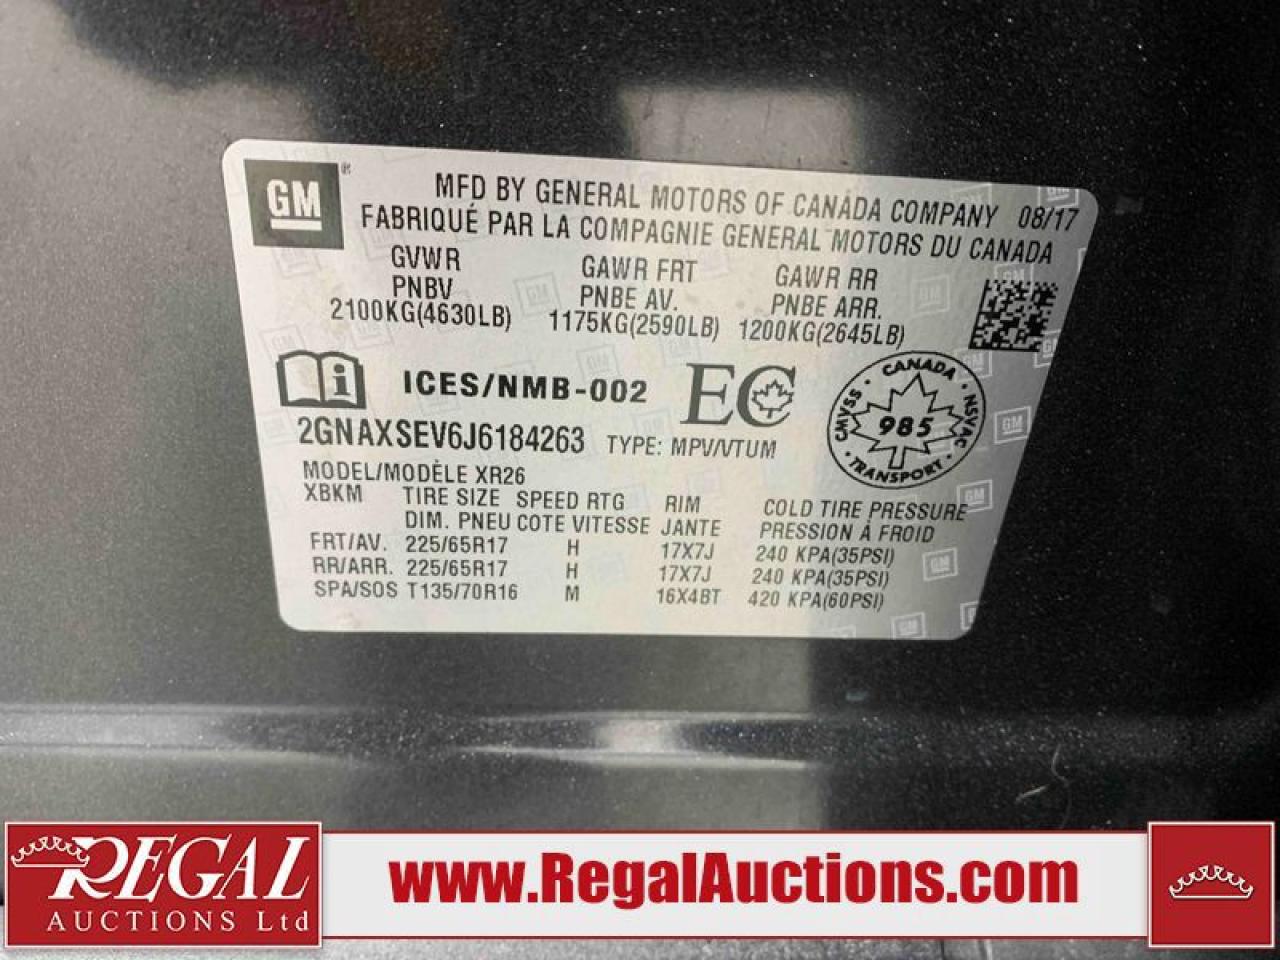 GM ®
MFD BY GENERAL MOTORS OF CANADA COMPANY 08/17
FABRIQUÉ PAR LA COMPAGNIE GENERAL MOTORS DU CANADA
GVWR GAWR FRT GAWR RR
PNBV PNBE AV. PNBE ARR.
2100KG(4630LB) 1175KG(2590LB) 1200KG(2645LB)
i ICES/NMB-002 EC
CANADA
CMVSS 985 NSVAC
TRANSPORT
2GNAXSEV6J6184263 TYPE: MPV/VTUM
MODEL/MODÈLE XR26
XBKM TIRE SIZE SPEED RTG RIM COLD TIRE PRESSURE
DIM. PNEU COTE VITESSE JANTE PRESSION À FROID
FRT/AV. 225/65R17 H 17X7J 240 KPA(35PSI)
RR/ARR. 225/65R17 H 17X7J 240 KPA(35PSI)
SPA/SOS T135/70R16 M 16X4BT 420 KPA(60PSI)
REGAL
AUCTIONS Ltd
www.RegalAuctions.com